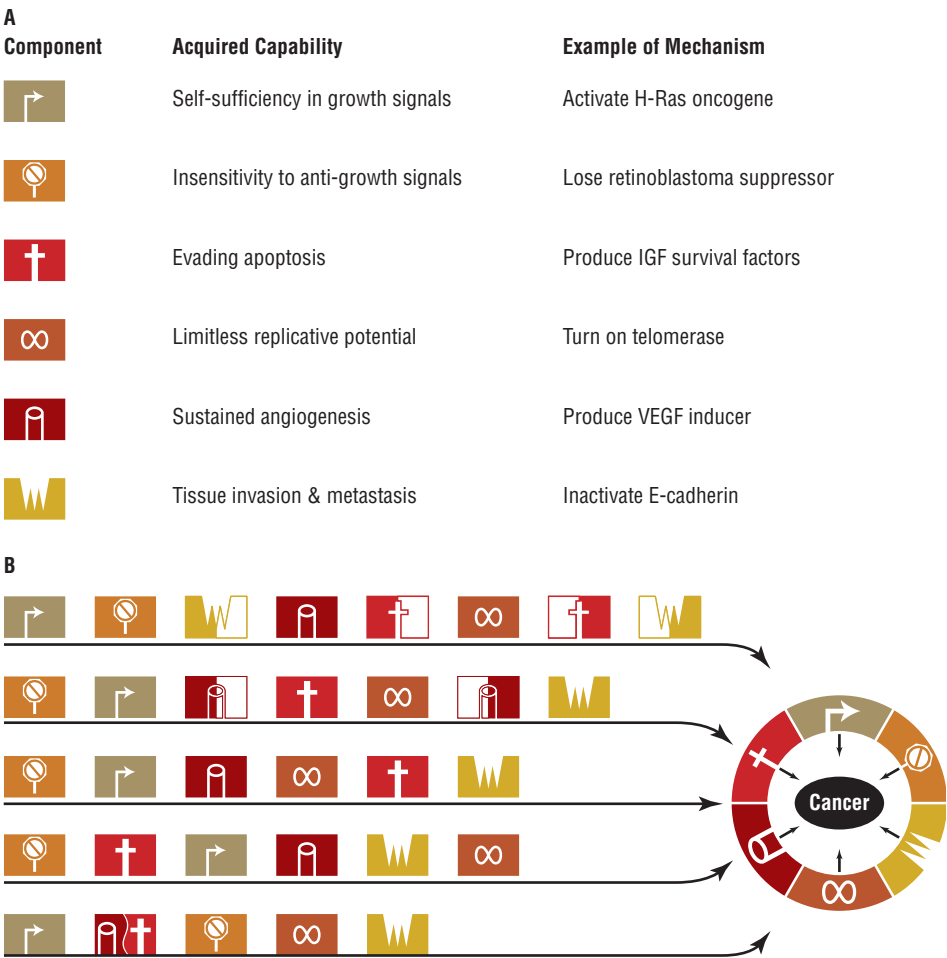 A
Component Acquired Capability Example of Mechanism
Self-sufficiency in growth signals Activate H-Ras oncogene
Insensitivity to anti-growth signals Lose retinoblastoma suppressor
Evading apoptosis Produce IGF survival factors
Limitless replicative potential Turn on telomerase
Sustained angiogenesis Produce VEGF inducer
Tissue invasion & metastasis Inactivate E-cadherin
B
Cancer